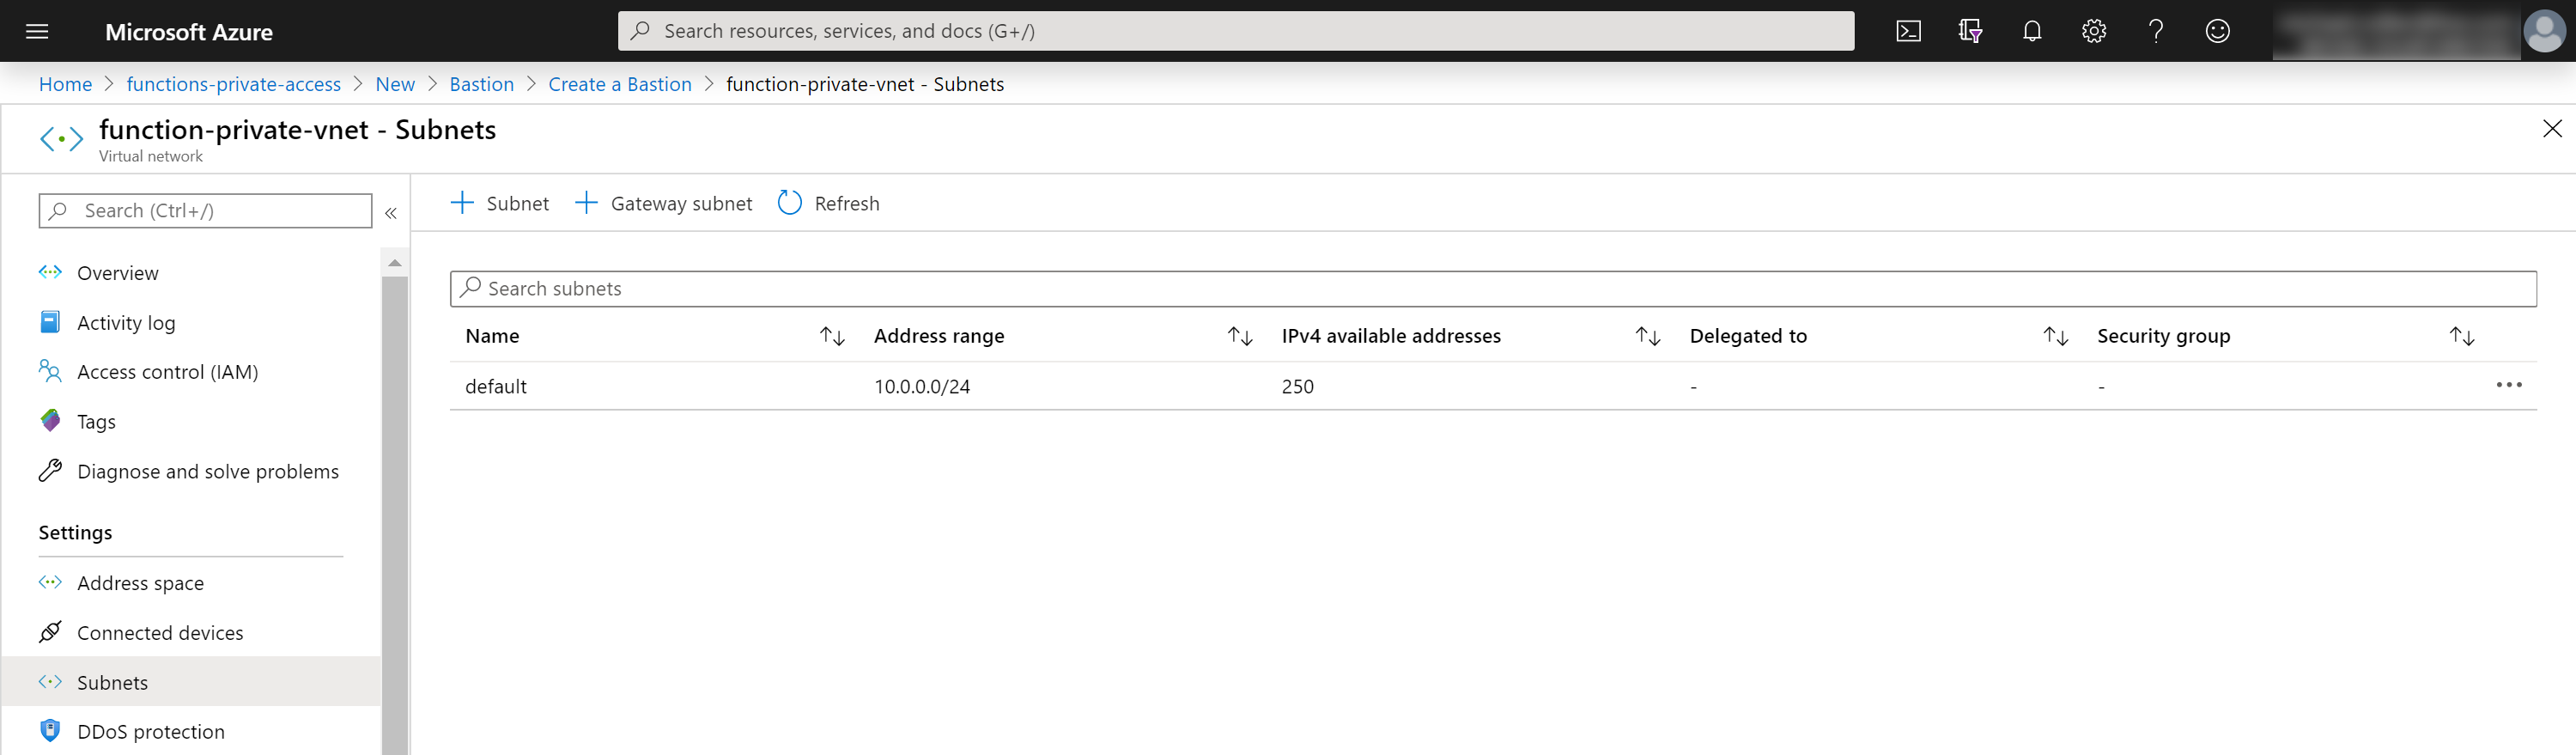 Microsoft Azure
Search resources, services, and docs (G+/)
Home > functions-private-access > New > Bastion > Create a Bastion > function-private-vnet - Subnets
function-private-vnet - Subnets
Virtual network
Search (Ctrl+/)
«
Overview
Activity log
Access control (IAM)
Tags
Diagnose and solve problems
Settings
Address space
Connected devices
Subnets
DDoS protection
+ Subnet + Gateway subnet Refresh
Search subnets
Name Address range IPv4 available addresses Delegated to Security group
default 10.0.0.0/24 250 - - ...